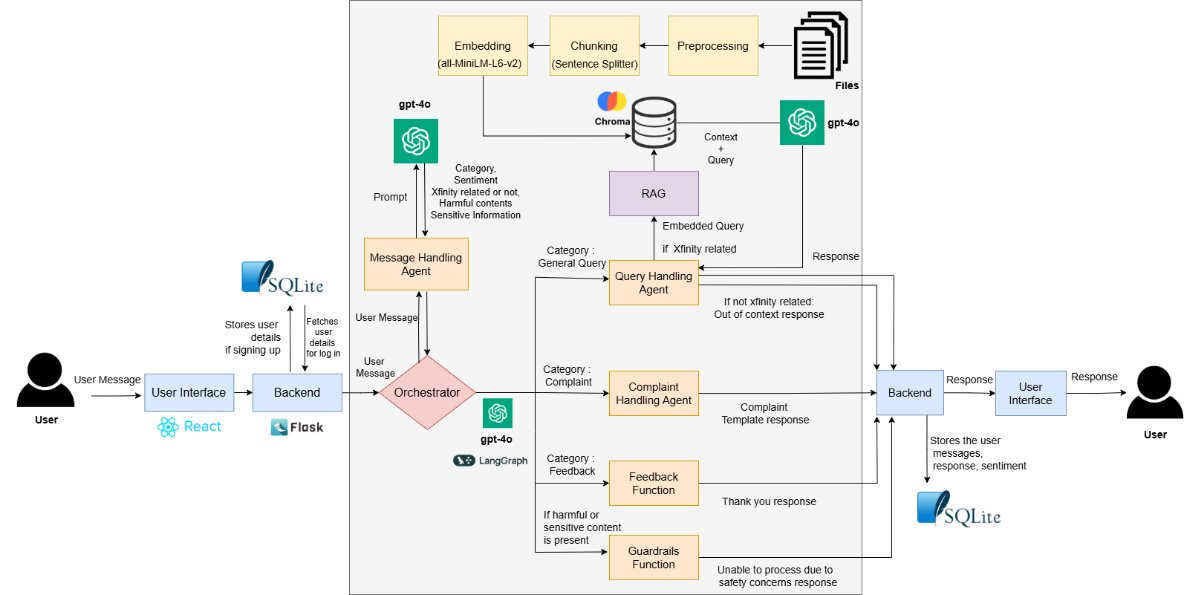 Embedding
(all-MiniLM-L6-v2)
Chunking
(Sentence Splitter)
Preprocessing
Files
gpt-4o
Chroma
gpt-4o
Context
+
Query
Prompt
Category,
Sentiment
Xfinity related or not,
Harmful contents
Sensitive Information
RAG
Embedded Query
if Xfinity related
Message Handling
Agent
Category :
General Query
Query Handling
Agent
Response
If not xfinity related:
Out of context response
SQLite
Stores user
details
if signing up
Fetches
user
details
for log in
User Message
User
User Message
User Interface
React
Backend
Flask
User
Message
Orchestrator
gpt-4o
LangGraph
Category :
Complaint
Complaint
Handling Agent
Complaint
Template response
Category :
Feedback
Feedback
Function
Thank you response
If harmful or
sensitive content
is present
Guardrails
Function
Unable to process due to
safety concerns response
Backend
Response
User
Interface
Response
User
Stores the user
messages,
response, sentiment
SQLite